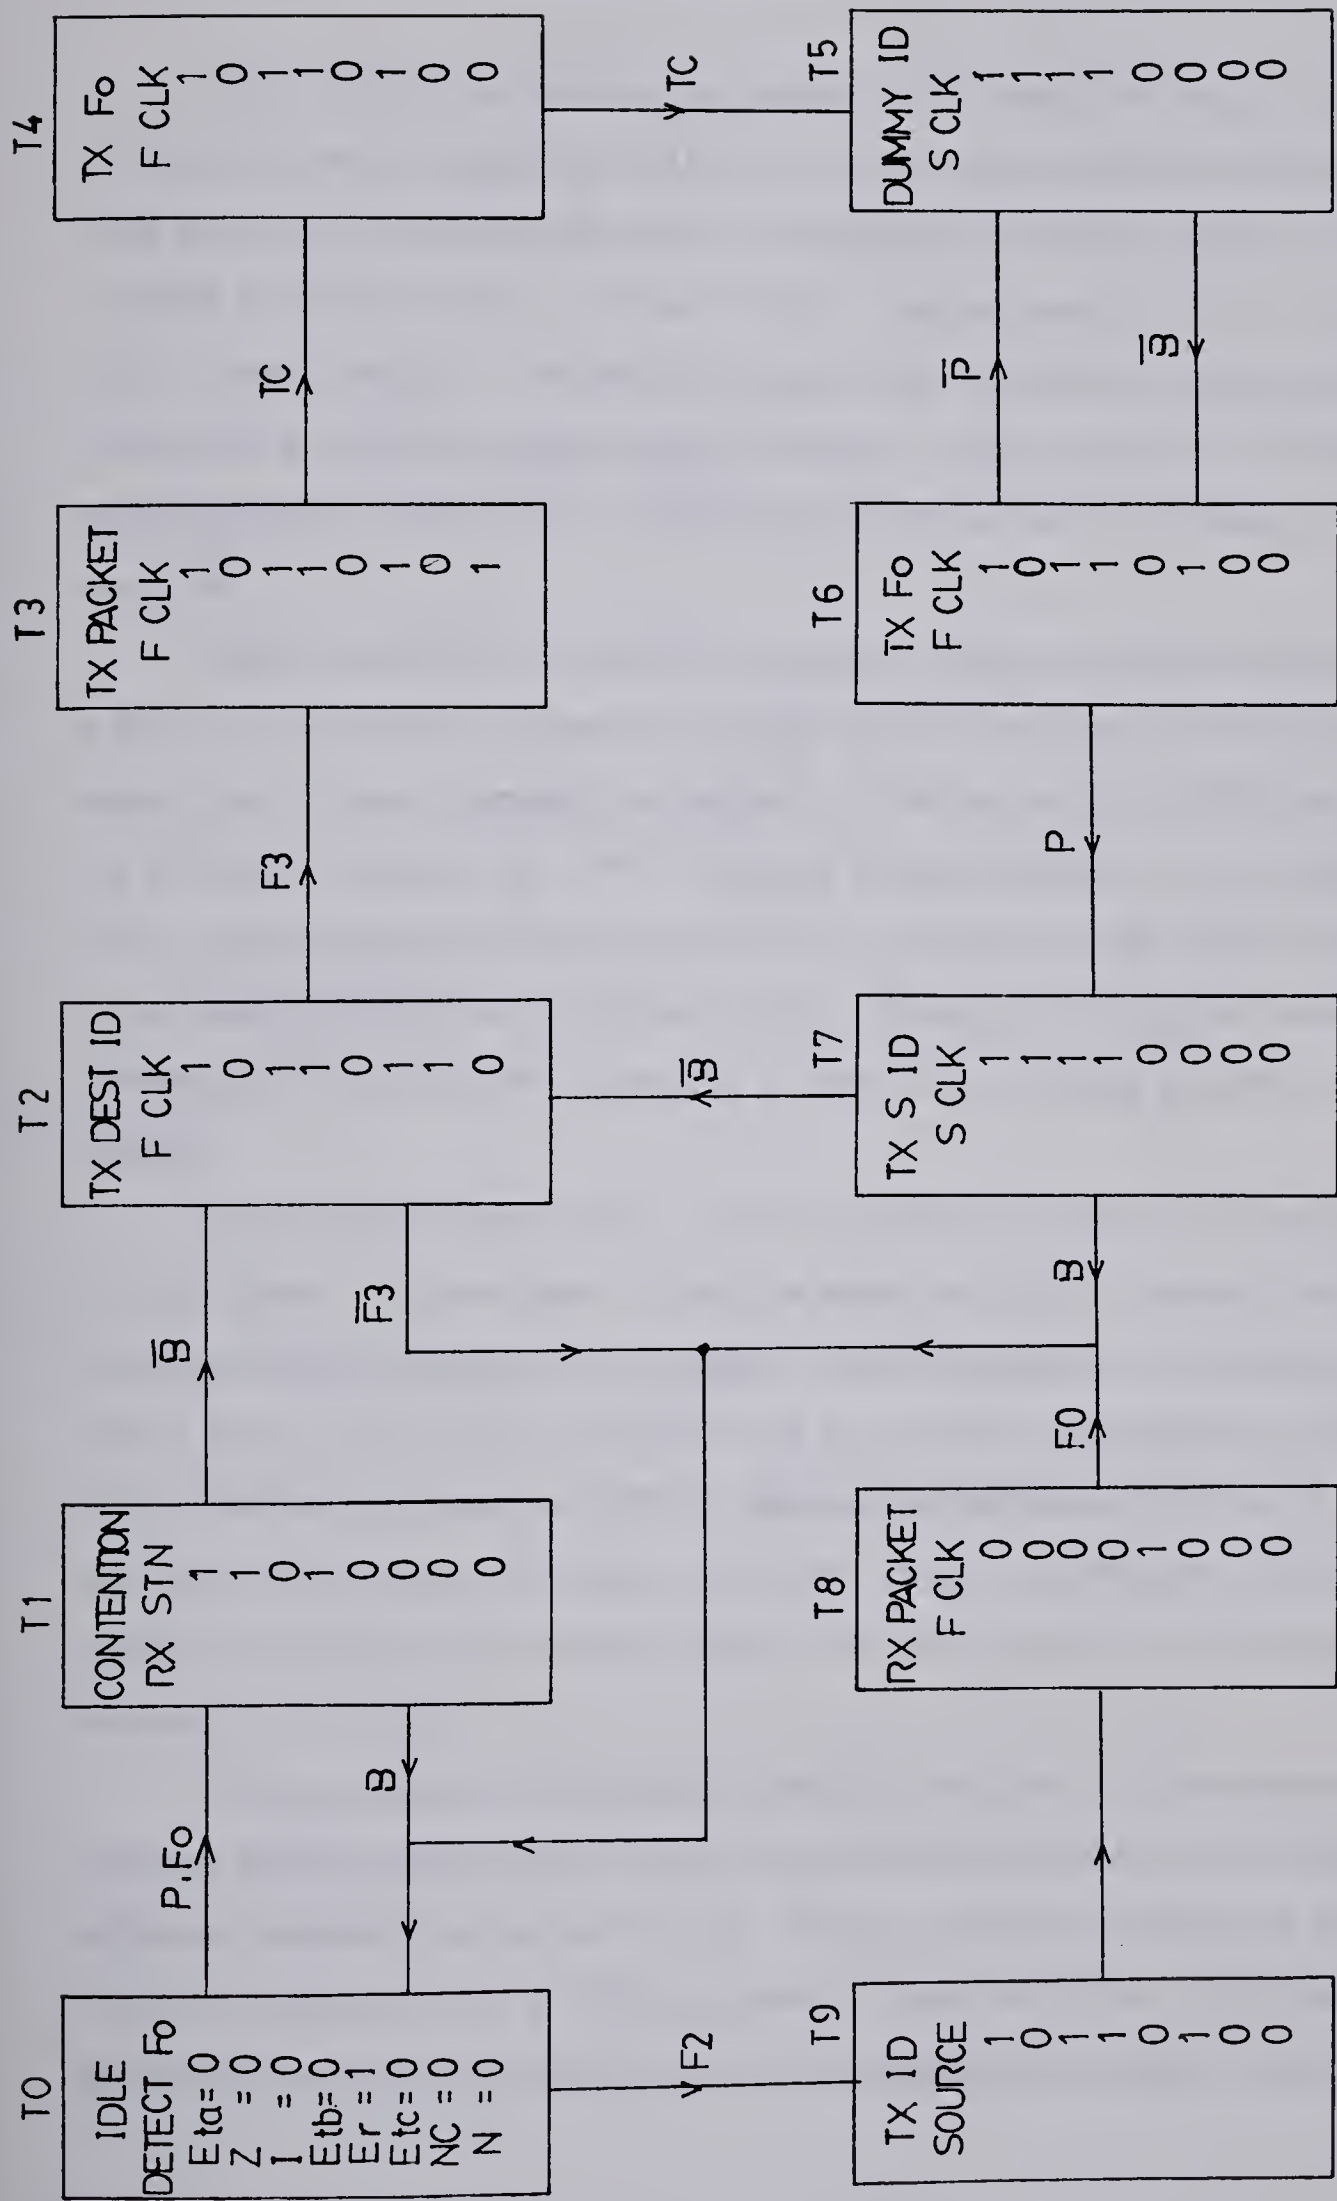 T0
IDLE
DETECT Fo
Eta = 0
Z = 0
I = 0
Etb = 0
Er = 1
Etc = 0
NC = 0
N = 0
P.Fo
B
T1
CONTENTION
RX STN
1
1
0
1
0
0
0
0
B̅
F̅3̅
T2
TX DEST ID
F CLK
1
0
1
1
0
1
1
0
F3
T3
TX PACKET
F CLK
1
0
1
1
0
1
0
1
TC
T4
TX Fo
F CLK
1
0
1
1
0
1
0
0
F2
B̅
TC
T9
TX ID
SOURCE
1
0
1
1
0
1
0
0
T8
RX PACKET
F CLK
0
0
0
0
1
0
0
0
F0
B
T7
TX S ID
S CLK
1
1
1
1
0
0
0
0
P
T6
TX Fo
F CLK
1
0
1
1
0
1
0
0
P̅
B̅
T5
DUMMY ID
S CLK
1
1
1
1
0
0
0
0